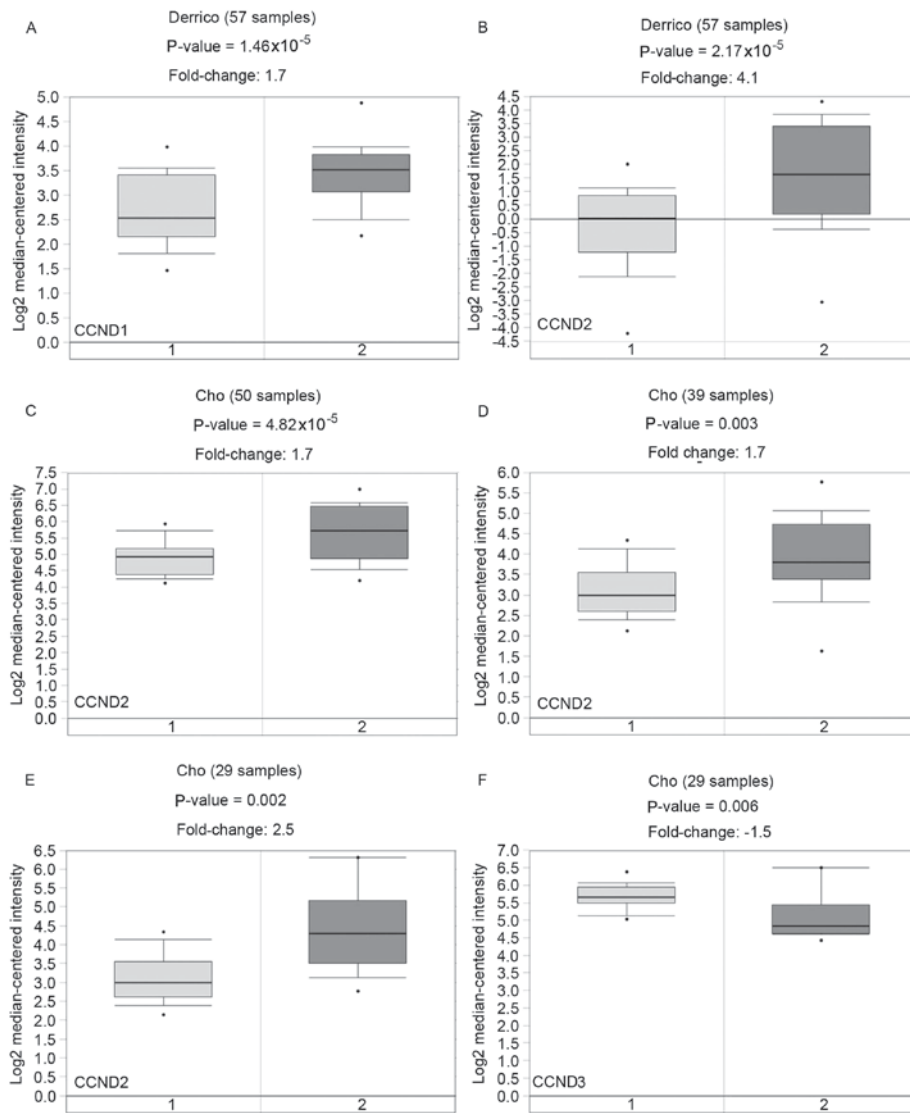 A
Derrico (57 samples)
P-value = 1.46x10⁻⁵
Fold-change: 1.7
Log2 median-centered intensity
5.0
4.5
4.0
3.5
3.0
2.5
2.0
1.5
1.0
0.5
0.0
CCND1
1 2
B
Derrico (57 samples)
P-value = 2.17x10⁻⁵
Fold-change: 4.1
Log2 median-centered intensity
4.5
3.5
2.5
1.5
0.5
0.0
-0.5
-1.0
-1.5
-2.0
-2.5
-3.0
-3.5
-4.0
-4.5
CCND2
1 2
C
Cho (50 samples)
P-value = 4.82x10⁻⁵
Fold-change: 1.7
Log2 median-centered intensity
7.5
7.0
6.5
6.0
5.5
5.0
4.5
4.0
3.5
3.0
2.5
2.0
1.5
1.0
0.5
0.0
CCND2
1 2
D
Cho (39 samples)
P-value = 0.003
Fold change: 1.7
Log2 median-centered intensity
6.0
5.5
5.0
4.5
4.0
3.5
3.0
2.5
2.0
1.5
1.0
0.5
0.0
CCND2
1 2
E
Cho (29 samples)
P-value = 0.002
Fold-change: 2.5
Log2 median-centered intensity
6.5
6.0
5.5
5.0
4.5
4.0
3.5
3.0
2.5
2.0
1.5
1.0
0.5
0.0
CCND2
1 2
F
Cho (29 samples)
P-value = 0.006
Fold-change: -1.5
Log2 median-centered intensity
7.0
6.5
6.0
5.5
5.0
4.5
4.0
3.5
3.0
2.5
2.0
1.5
1.0
0.5
0.0
CCND3
1 2